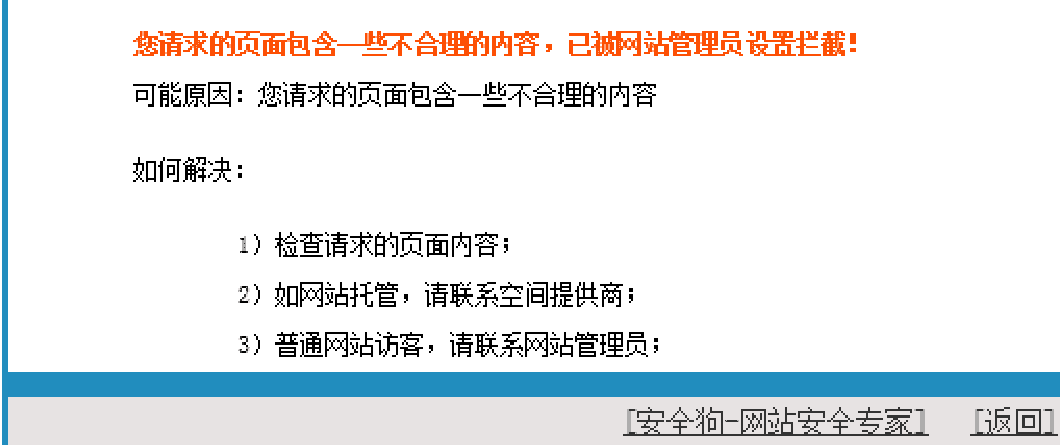 您请求的页面包含一些不合理的内容，已被网站管理员设置拦截！
可能原因：您请求的页面包含一些不合理的内容
如何解决：
1）检查请求的页面内容；
2）如网站托管，请联系空间提供商；
3）普通网站访客，请联系网站管理员；
[安全狗-网站安全专家] [返回]